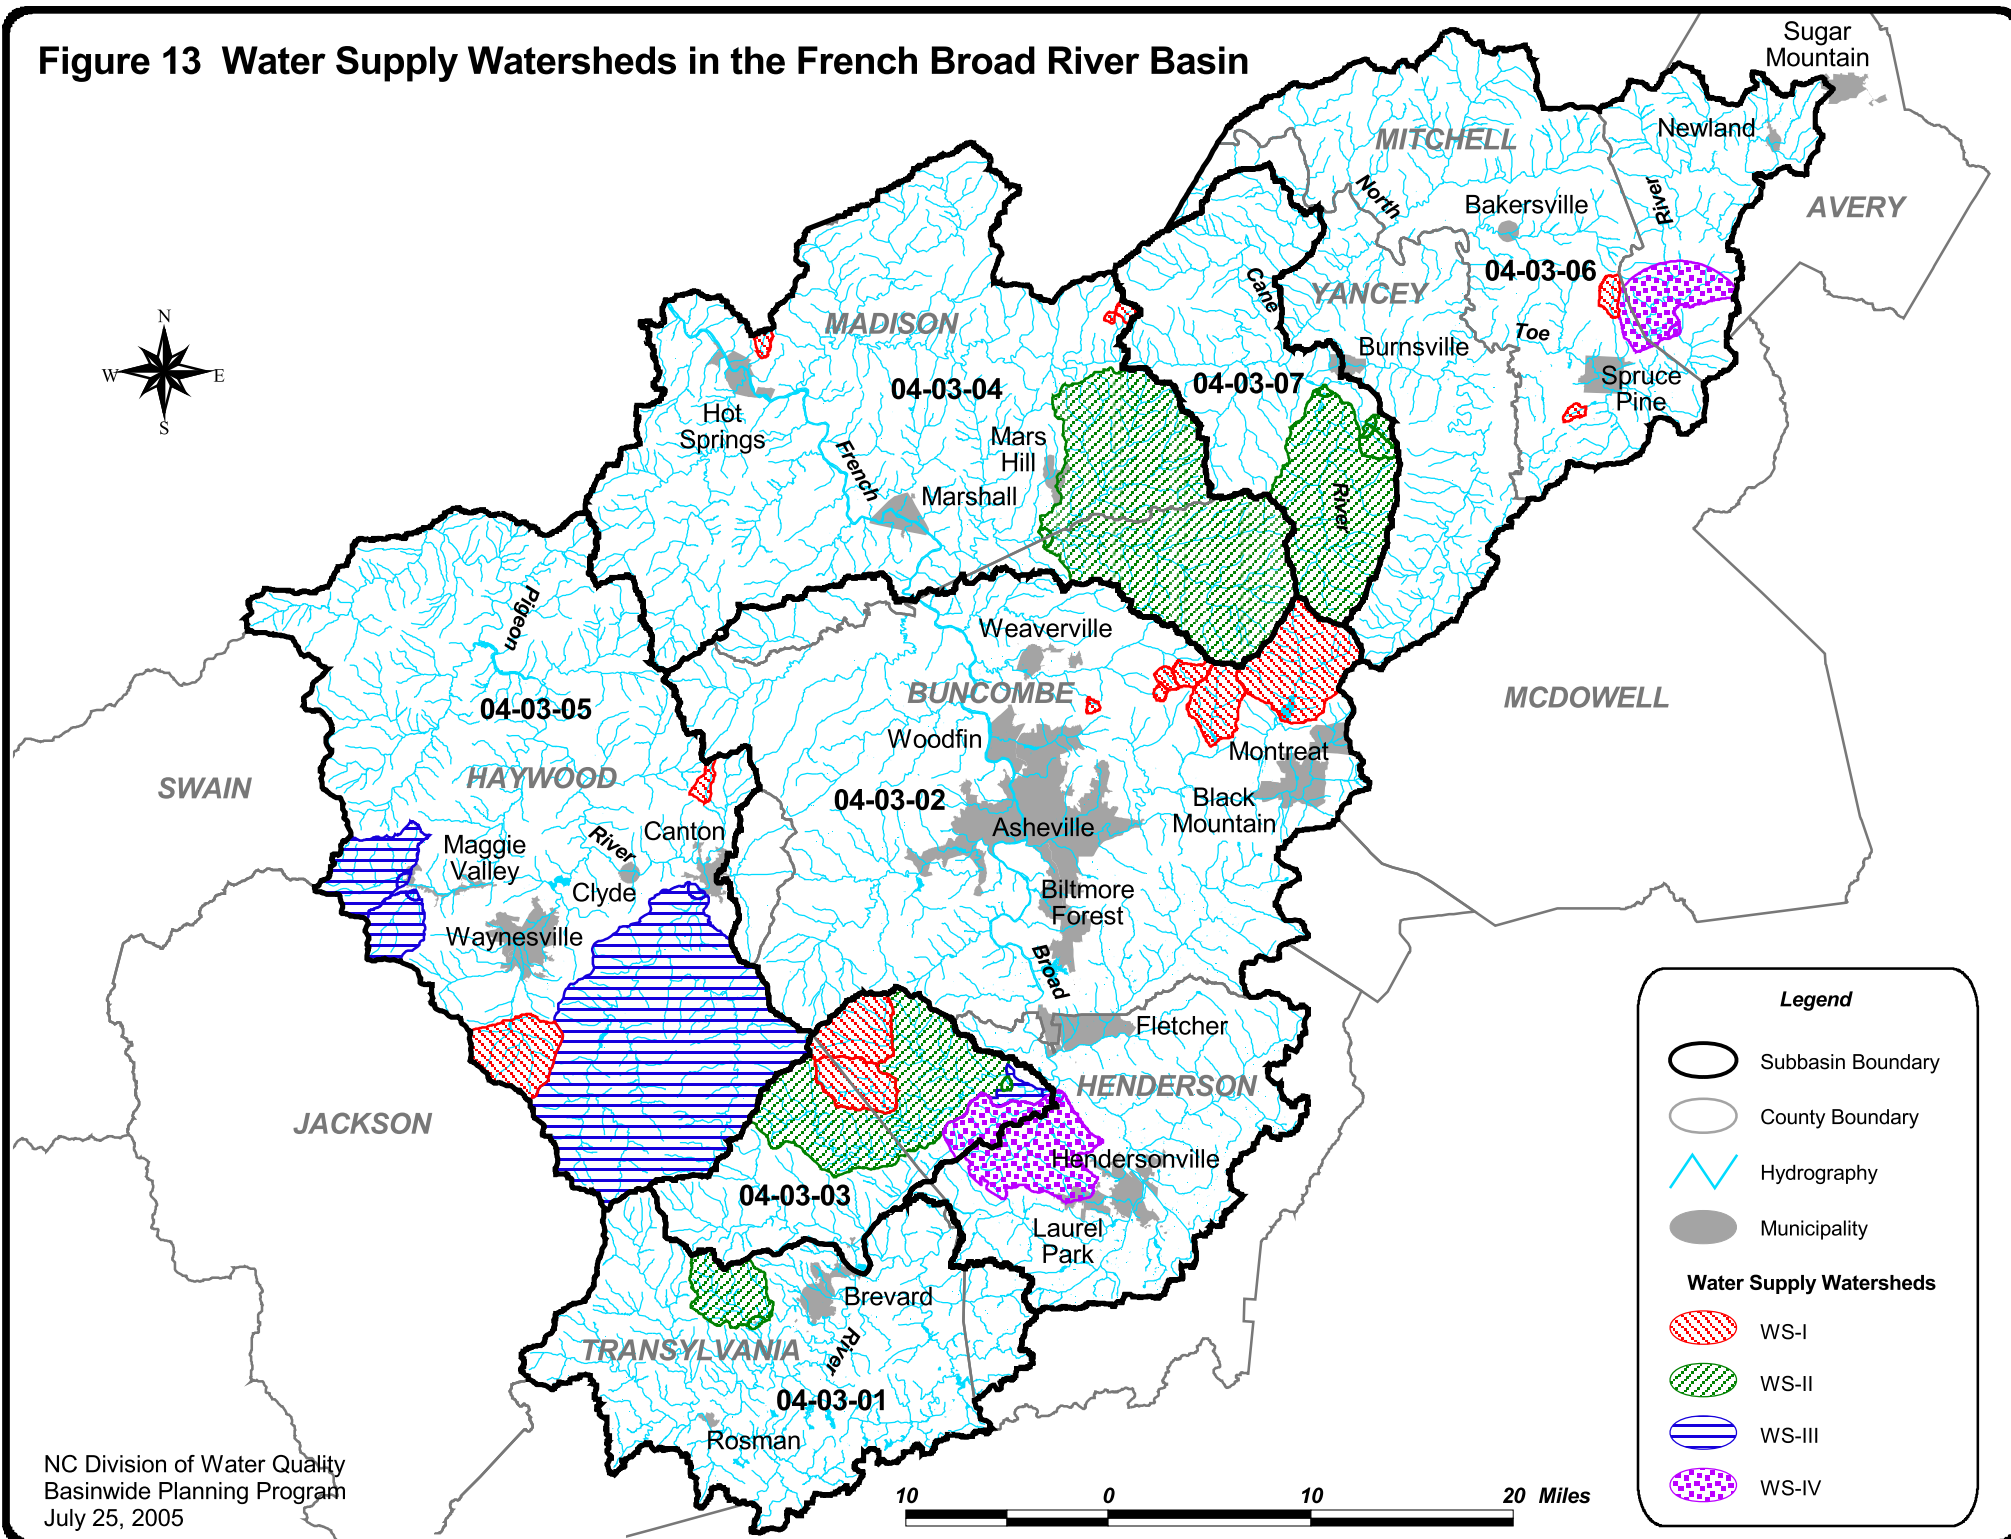 Figure 13 Water Supply Watersheds in the French Broad River Basin
Sugar
Mountain
Newland
MITCHELL
North
River
Bakersville
AVERY
04-03-06
Cane
YANCEY
MADISON
Toe
Burnsville
N
W
E
S
04-03-07
04-03-04
Spruce
Pine
Hot
Springs
Mars
Hill
French
Marshall
River
Pigeon
Weaverville
BUNCOMBE
MCDOWELL
04-03-05
Woodfin
Montreat
SWAIN
HAYWOOD
04-03-02
Black
Mountain
Asheville
River
Canton
Maggie
Valley
Clyde
Biltmore
Forest
Waynesville
Broad
Fletcher
HENDERSON
JACKSON
Hendersonville
04-03-03
Laurel
Park
Brevard
TRANSYLVANIA
River
04-03-01
Rosman
Legend
Subbasin Boundary
County Boundary
Hydrography
Municipality
Water Supply Watersheds
WS-I
WS-II
WS-III
WS-IV
NC Division of Water Quality
Basinwide Planning Program
July 25, 2005
10 0 10 20 Miles